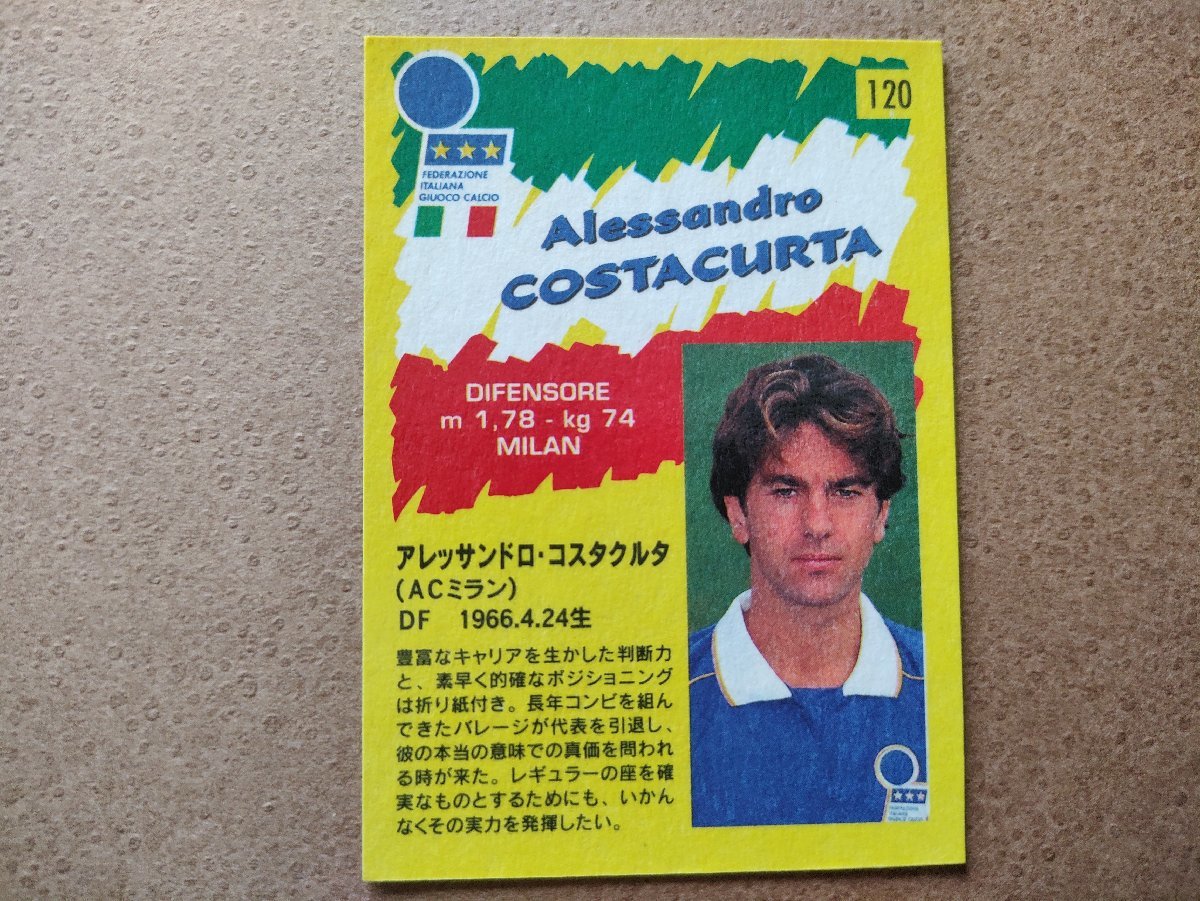 120
FEDERAZIONE
ITALIANA
GIUOCO CALCIO
Alessandro
COSTACURTA
DIFENSORE
m 1,78 - kg 74
MILAN
アレッサンドロ・コスタクルタ
(ACミラン)
DF 1966.4.24生
豊富なキャリアを生かした判断力
と、素早く的確なポジショニング
は折り紙付き。長年コンビを組ん
できたバレージが代表を引退し、
彼の本当の意味での真価を問われ
る時が来た。レギュラーの座を確
実なものとするためにも、いかん
なくその実力を発揮したい。
FEDERAZIONE
ITALIANA
GIUOCO CALCIO